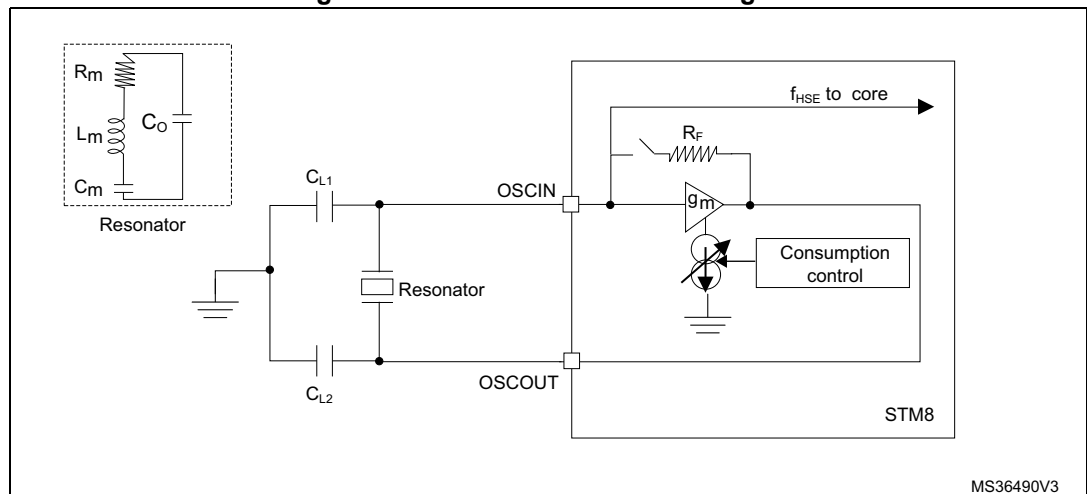 Rm
Lm
CO
Cm
Resonator
CL1
CL2
Resonator
OSCIN
OSCOUT
fHSE to core
RF
gm
Consumption
control
STM8
MS36490V3